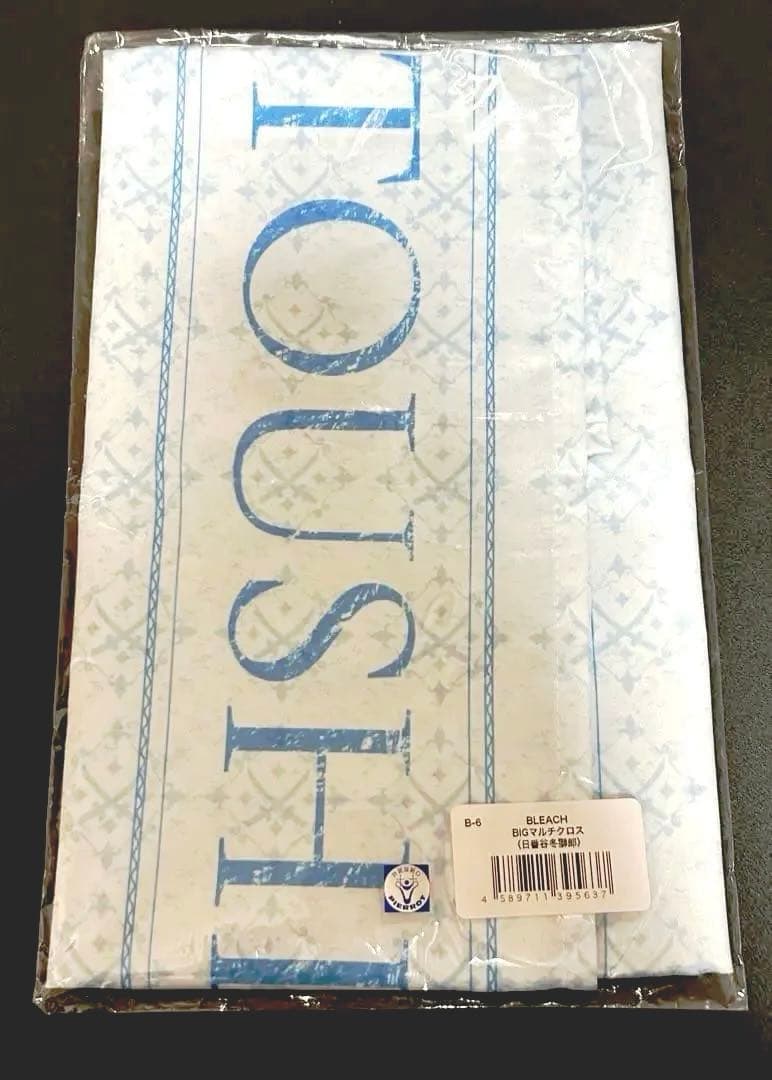 TOUSHI
B-6
BLEACH
BIGマルチクロス
(日番谷冬獅郎)
4 589711 395637
PIERROT